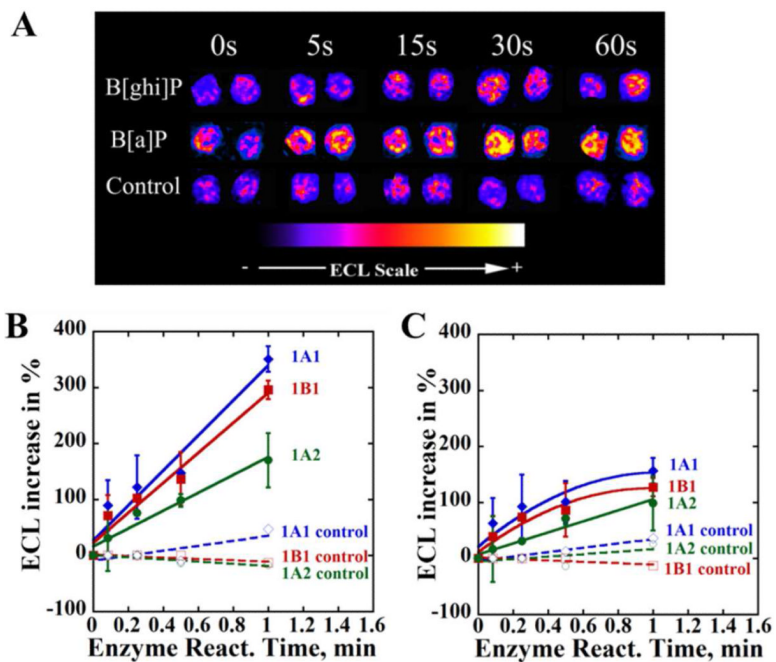 A
0s 5s 15s 30s 60s
B[ghi]P
B[a]P
Control
- ECL Scale +
B
ECL increase in %
400
300
200
100
0
-100
1A1
1B1
1A2
1A1 control
1B1 control
1A2 control
0 0.2 0.4 0.6 0.8 1 1.2 1.4 1.6
Enzyme React. Time, min
C
ECL increase in %
400
300
200
100
0
-100
1A1
1B1
1A2
1A1 control
1A2 control
1B1 control
0 0.2 0.4 0.6 0.8 1 1.2 1.4 1.6
Enzyme React. Time, min